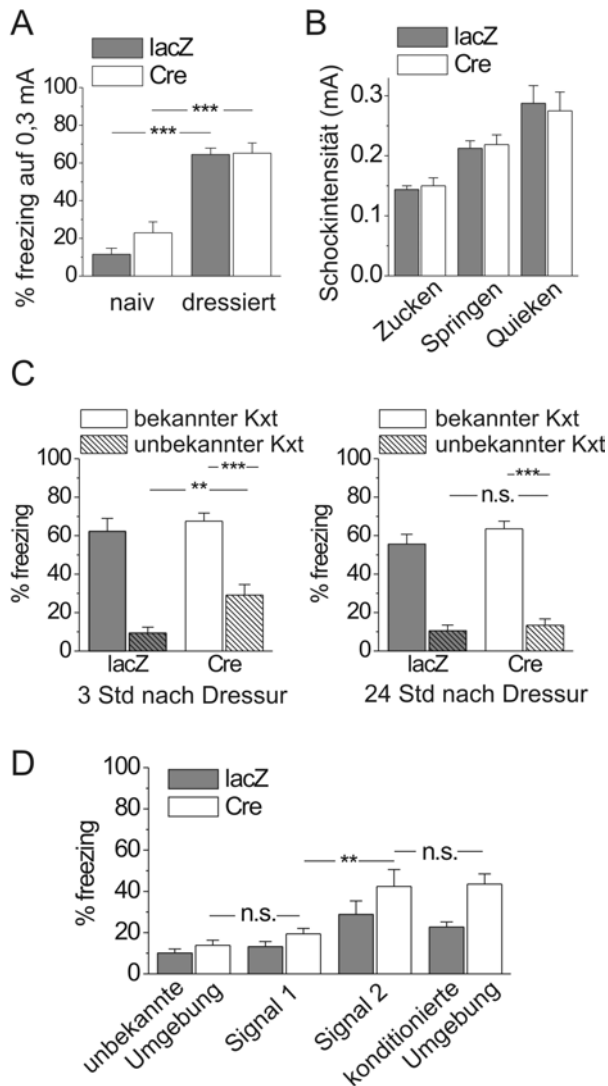 A
lacZ
Cre
% freezing auf 0,3 mA
100
80
60
40
20
0
***
***
naiv dressiert
B
lacZ
Cre
Schockintensität (mA)
0.3
0.2
0.1
0.0
Zucken
Springen
Quieken
C
bekannter Kxt
unbekannter Kxt
% freezing
100
80
60
40
20
0
***
**
lacZ Cre
3 Std nach Dressur
bekannter Kxt
unbekannter Kxt
% freezing
100
80
60
40
20
0
***
n.s.
lacZ Cre
24 Std nach Dressur
D
lacZ
Cre
% freezing
100
80
60
40
20
0
n.s.
**
n.s.
unbekannte
Umgebung
Signal 1
Signal 2
konditionierte
Umgebung